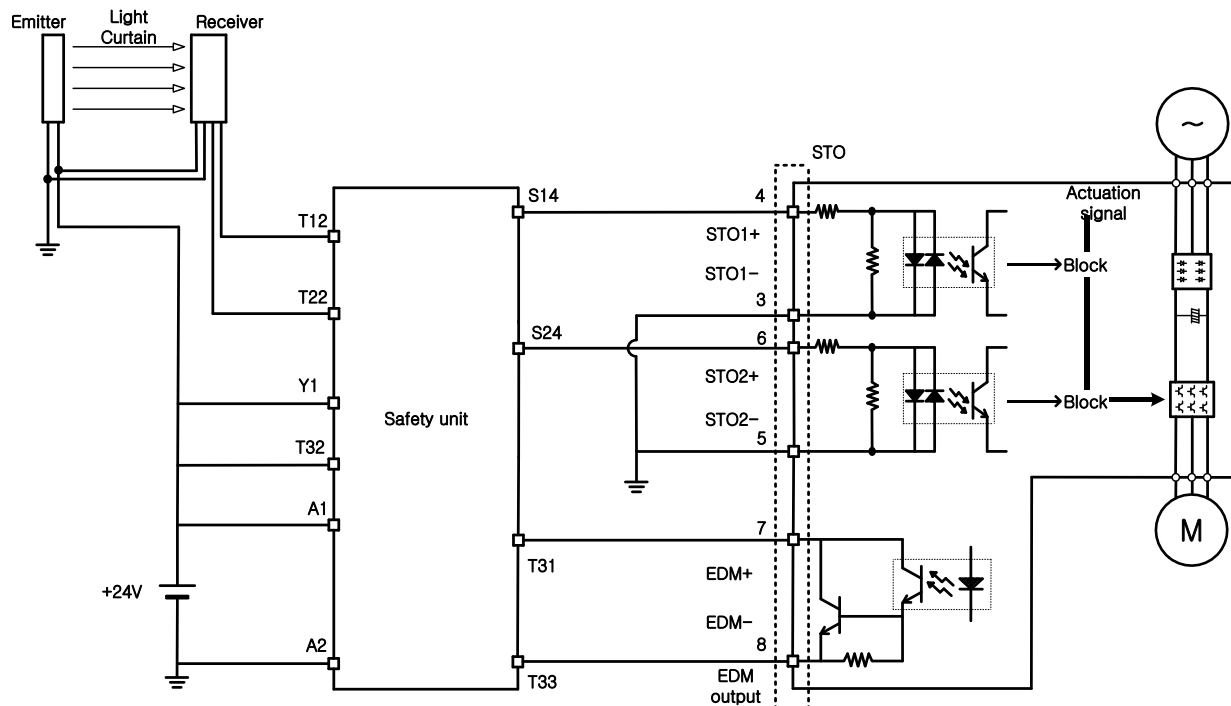 Emitter
Light
Curtain
Receiver
STO
S14
4
Actuation
signal
T12
STO1+
STO1-
Block
T22
3
S24
6
Y1
STO2+
Safety unit
STO2-
Block
T32
5
A1
7
T31
M
+24V
EDM+
EDM-
A2
8
T33
EDM
output